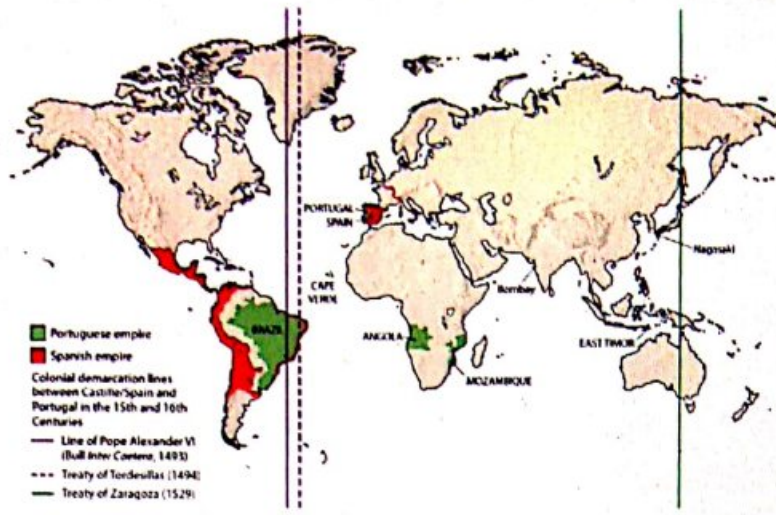 PORTUGAL
SPAIN
Nagasaki
CAPE
VERDE
Bombay
BRAZIL
ANGOLA
EAST TIMOR
MOZAMBIQUE
Portuguese empire
Spanish empire
Colonial demarcation lines
between Castille/Spain and
Portugal in the 15th and 16th
Centuries
Line of Pope Alexander VI
(Bull Inter Caetera, 1493)
Treaty of Tordesillas (1494)
Treaty of Zaragoza (1529)